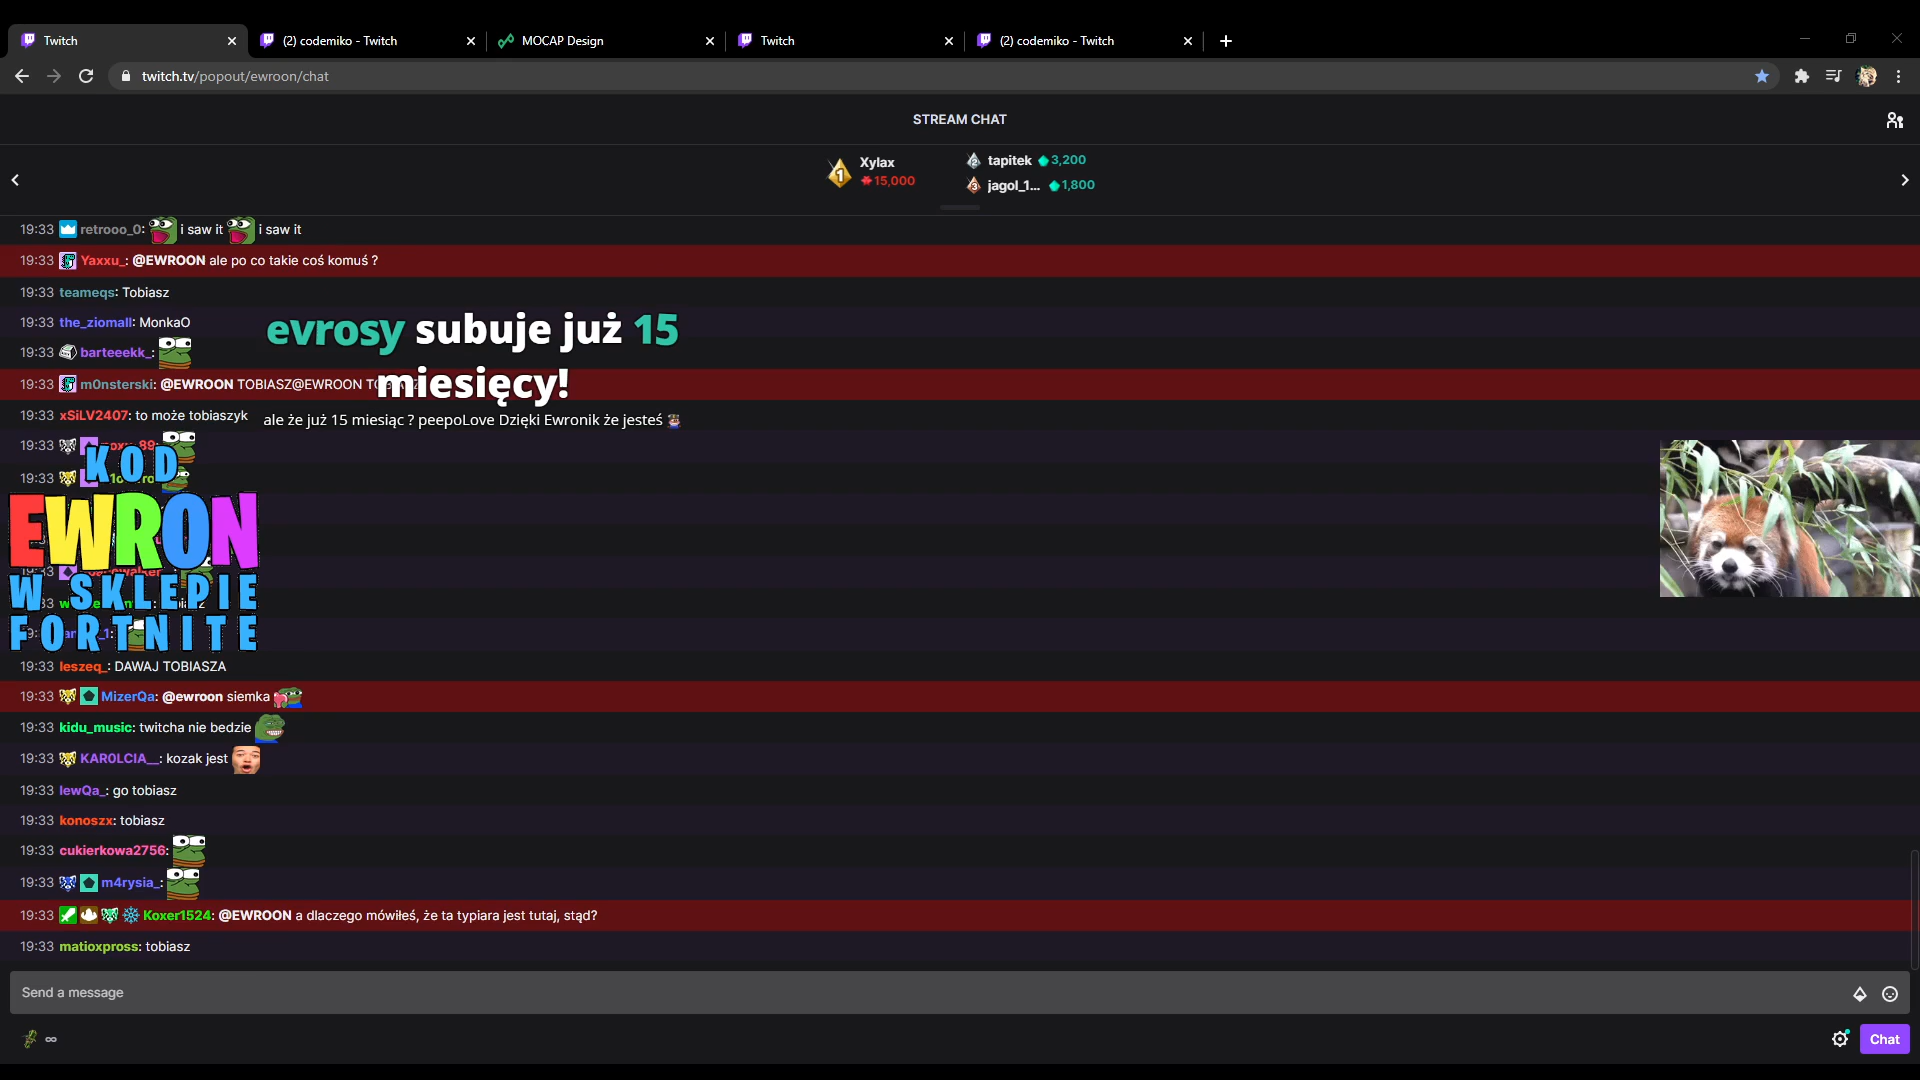 Twitch
(2) codemiko - Twitch
MOCAP Design
Twitch
(2) codemiko - Twitch
twitch.tv/popout/ewroon/chat
STREAM CHAT
1 Xylax
15,000
2 tapitek 3,200
3 jagol_1... 1,800
19:33 retrooo_0: i saw it i saw it
19:33 Yaxxu_: @EWROON ale po co takie coś komuś ?
19:33 teameqs: Tobiasz
19:33 the_ziomall: MonkaO
evrosy subuje już 15
miesięcy!
19:33 barteeekk_:
19:33 m0nsterski: @EWROON TOBIASZ@EWROON
19:33 xSiLV2407: to może tobiaszyk
ale że już 15 miesiąc ? peepoLove Dzięki Ewronik że jesteś
19:33
19:33
KOD
EWRON
W SKLEPIE
FORTNITE
19:33 leszeq_: DAWAJ TOBIASZA
19:33 MizerQa: @ewroon siemka
19:33 kidu_music: twitcha nie bedzie
19:33 KAROLCIA__: kozak jest
19:33 lewQa_: go tobiasz
19:33 konoszx: tobiasz
19:33 cukierkowa2756:
19:33 m4rysia_:
19:33 Koxer1524: @EWROON a dlaczego mówiłeś, że ta typiara jest tutaj, stąd?
19:33 matioxpross: tobiasz
Send a message
∞
Chat